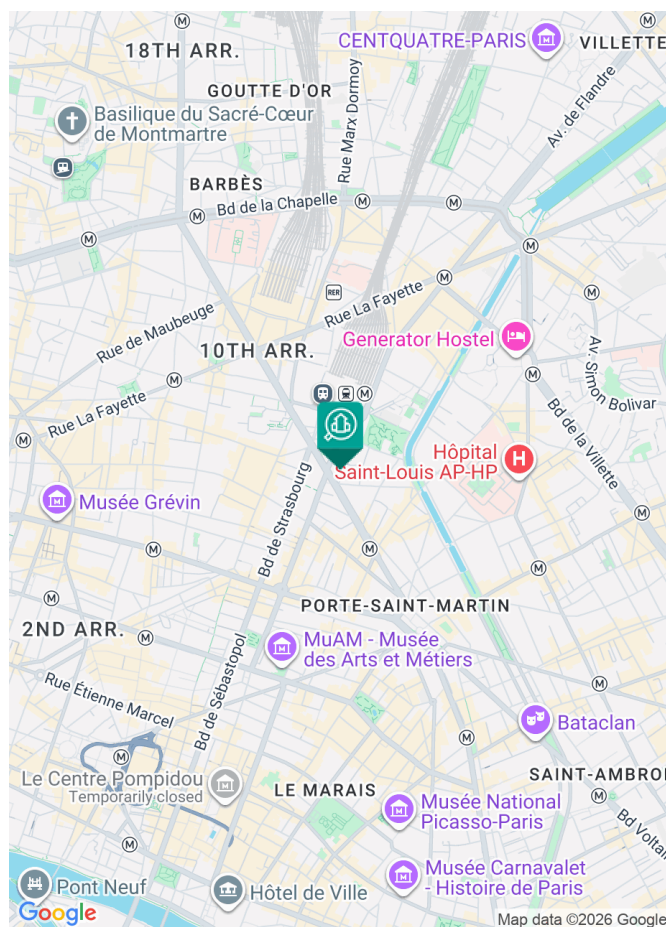 18TH ARR.
CENTQUATRE-PARIS
VILLETTE
GOUTTE D'OR
Basilique du Sacré-Cœur
de Montmartre
Rue Marx Dormoy
Av. de Flandre
BARBÈS
Bd de la Chapelle
RER
Rue La Fayette
Rue de Maubeuge
10TH ARR.
Generator Hostel
Av. Simon Bolivar
Rue La Fayette
Bd de la Villette
Hôpital
Saint-Louis AP-HP
H
Musée Grévin
Bd de Strasbourg
PORTE-SAINT-MARTIN
2ND ARR.
MuAM - Musée
des Arts et Métiers
Rue Étienne Marcel
Bd de Sébastopol
Bataclan
Le Centre Pompidou
Temporarily closed
LE MARAIS
SAINT-AMBRO
Musée National
Picasso-Paris
Bd Voltai
Musée Carnavalet
- Histoire de Paris
Pont Neuf
Hôtel de Ville
Google
Map data ©2026 Google